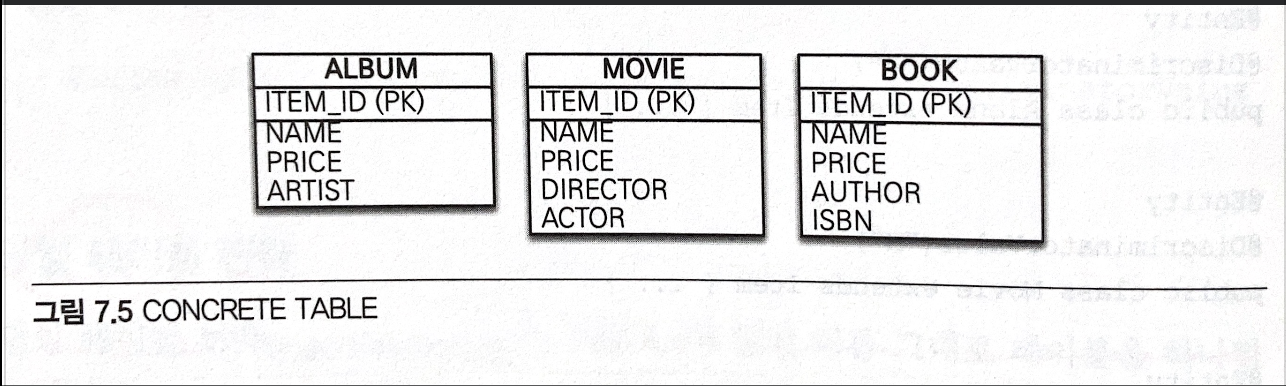 ALBUM
ITEM_ID (PK)
NAME
PRICE
ARTIST
MOVIE
ITEM_ID (PK)
NAME
PRICE
DIRECTOR
ACTOR
BOOK
ITEM_ID (PK)
NAME
PRICE
AUTHOR
ISBN
그림 7.5 CONCRETE TABLE